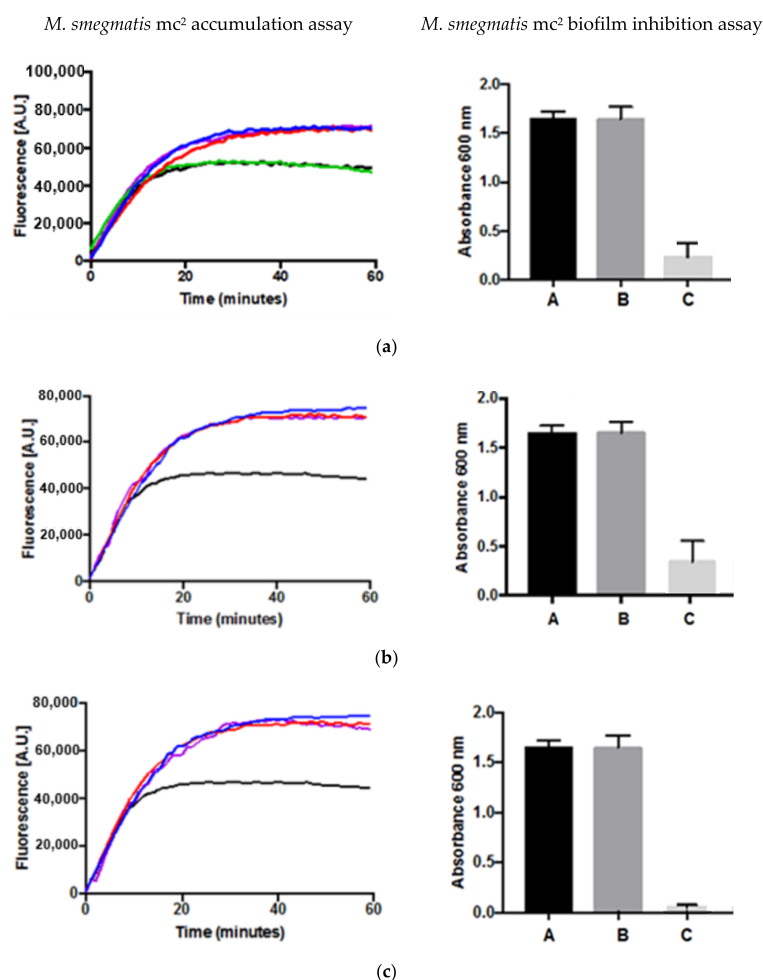 M. smegmatis mc² accumulation assay
M. smegmatis mc² biofilm inhibition assay
100,000
80,000
60,000
40,000
20,000
0
Fluorescence [A.U.]
0
20
40
60
Time (minutes)
2.0
1.5
1.0
0.5
0.0
Absorbance 600 nm
A
B
C
(a)
80,000
60,000
40,000
20,000
0
Fluorescence [A.U.]
0
20
40
60
Time (minutes)
2.0
1.5
1.0
0.5
0.0
Absorbance 600 nm
A
B
C
(b)
80,000
60,000
40,000
20,000
0
Fluorescence [A.U.]
0
20
40
60
Time (minutes)
2.0
1.5
1.0
0.5
0.0
Absorbance 600 nm
A
B
C
(c)